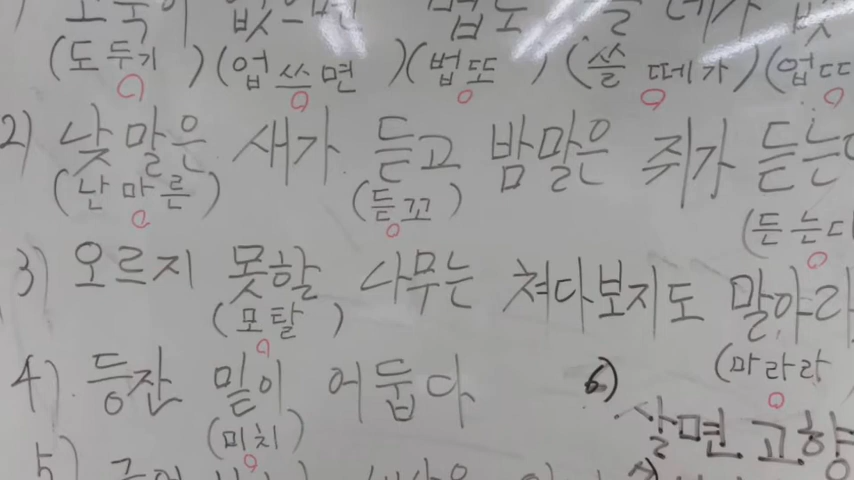 (도두기) (업쓰면) (법또) (쓸 떼가) (업따
2) 낮말은 새가 듣고 밤말은 쥐가 듣는
(난마른) (듣꼬) (든는다
3) 오르지 못할 나무는 쳐다보지도 말아라
(모탈) (마라라
4) 등잔 밑이 어둡다 6)
(미치) 살면 고향
5)